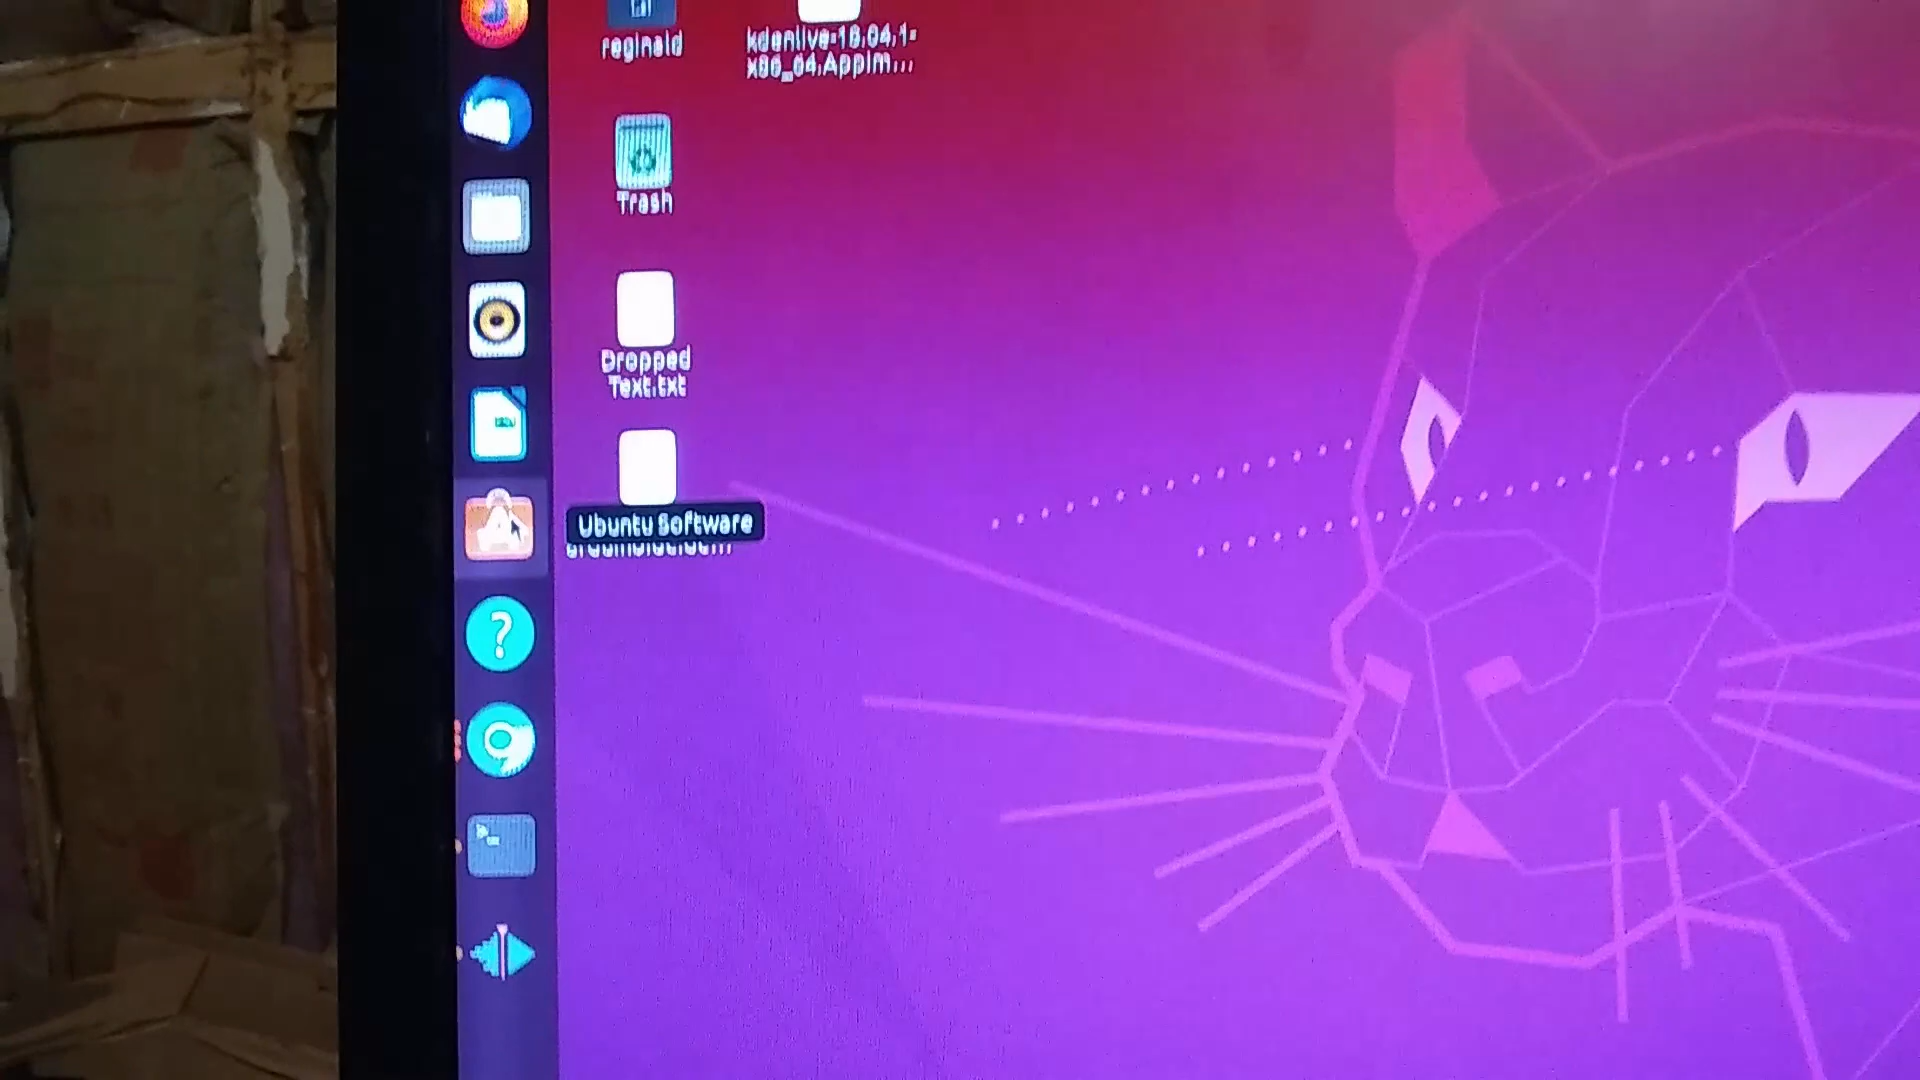 reginald
kdenlive-18.04.1-
x86_64.AppIm...
Trash
Dropped
Text.txt
Ubuntu Software